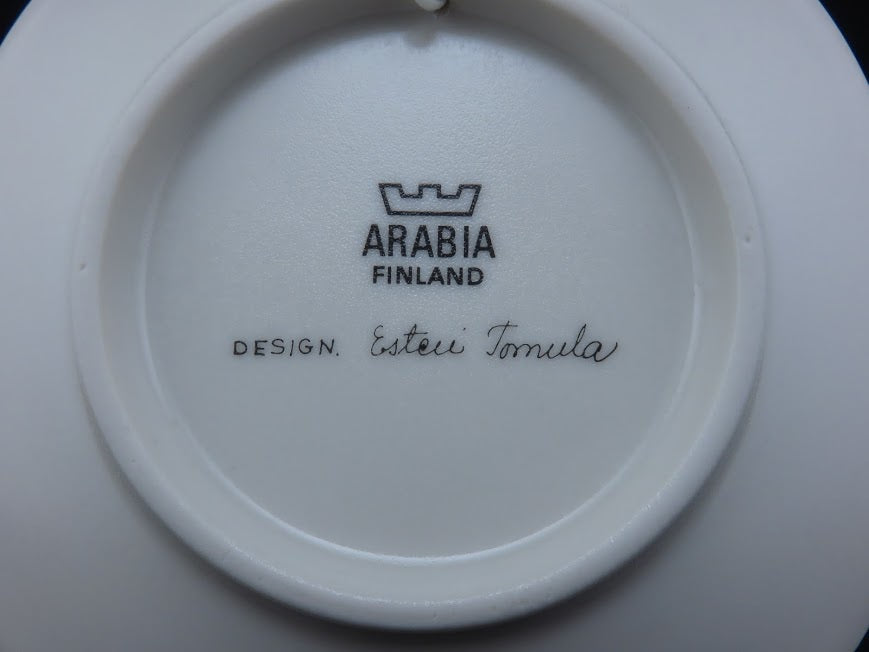 ARABIA
FINLAND
DESIGN. Esteri Tomula